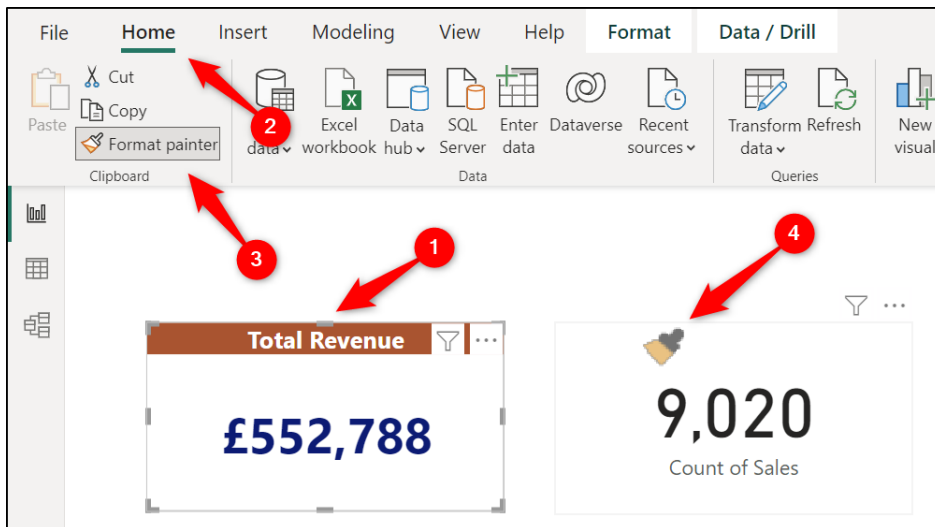 File Home Insert Modeling View Help Format Data / Drill
Cut
Copy
Format painter
Paste
Clipboard
2
data
Excel
workbook
Data
hub
SQL
Server
Enter
data
Dataverse
Recent
sources
Data
Transform
data
Refresh
Queries
New
visual
3
1
4
Total Revenue
£552,788
9,020
Count of Sales